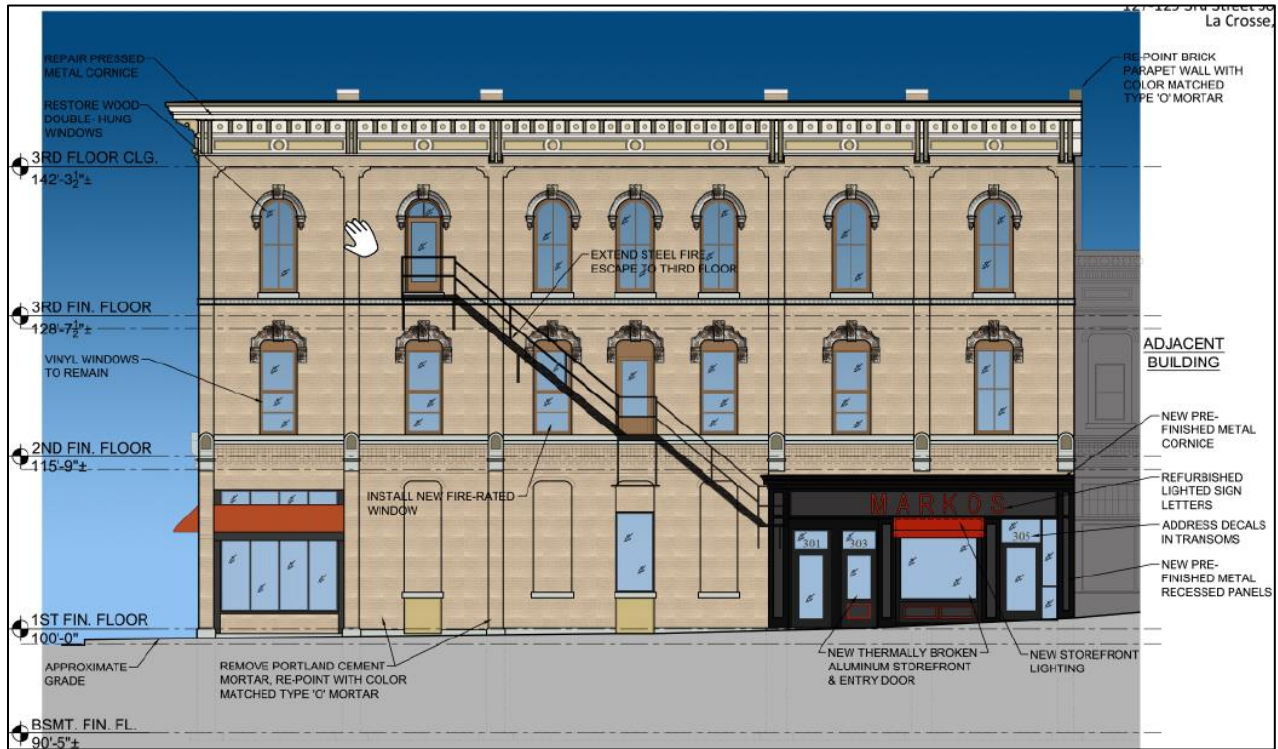 127-129 3rd Street So
La Crosse,
REPAIR PRESSED
METAL CORNICE
RE-POINT BRICK
PARAPET WALL WITH
COLOR MATCHED
TYPE 'O' MORTAR
RESTORE WOOD
DOUBLE- HUNG
WINDOWS
3RD FLOOR CLG.
142'-3½"±
EXTEND STEEL FIRE
ESCAPE TO THIRD FLOOR
3RD FIN. FLOOR
128'-7½"±
VINYL WINDOWS
TO REMAIN
ADJACENT
BUILDING
NEW PRE-
FINISHED METAL
CORNICE
2ND FIN. FLOOR
115'-9"±
INSTALL NEW FIRE-RATED
WINDOW
MARKOS
REFURBISHED
LIGHTED SIGN
LETTERS
301
303
305
ADDRESS DECALS
IN TRANSOMS
NEW PRE-
FINISHED METAL
RECESSED PANELS
1ST FIN. FLOOR
100'-0"
APPROXIMATE
GRADE
REMOVE PORTLAND CEMENT
MORTAR, RE-POINT WITH COLOR
MATCHED TYPE 'O' MORTAR
NEW THERMALLY BROKEN
ALUMINUM STOREFRONT
& ENTRY DOOR
NEW STOREFRONT
LIGHTING
BSMT. FIN. FL.
90'-5"±